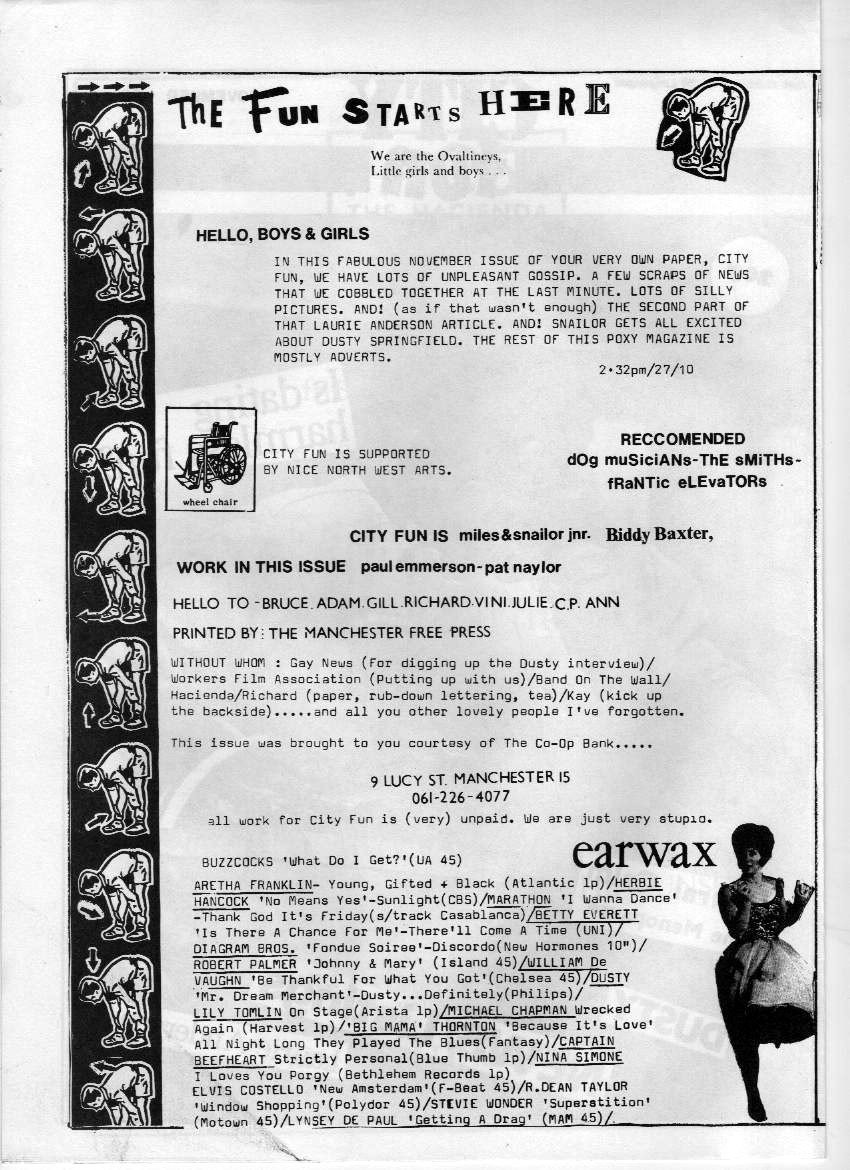 THE FUN STARTS HERE
We are the Ovaltineys,
Little girls and boys . . .
HELLO, BOYS & GIRLS
IN THIS FABULOUS NOVEMBER ISSUE OF YOUR VERY OWN PAPER, CITY
FUN, WE HAVE LOTS OF UNPLEASANT GOSSIP. A FEW SCRAPS OF NEWS
THAT WE COBBLED TOGETHER AT THE LAST MINUTE. LOTS OF SILLY
PICTURES. AND! (as if that wasn't enough) THE SECOND PART OF
THAT LAURIE ANDERSON ARTICLE. AND! SNAILOR GETS ALL EXCITED
ABOUT DUSTY SPRINGFIELD. THE REST OF THIS POXY MAGAZINE IS
MOSTLY ADVERTS.
2·32pm/27/10
wheel chair
CITY FUN IS SUPPORTED
BY NICE NORTH WEST ARTS.
RECCOMENDED
dOg muSiciANs-ThE sMiTHs-
fRaNTic eLEvaTORs
CITY FUN IS miles&snailor jnr. Biddy Baxter,
WORK IN THIS ISSUE paul emmerson-pat naylor
HELLO TO - BRUCE. ADAM. GILL. RICHARD. VINI. JULIE. C.P. ANN
PRINTED BY: THE MANCHESTER FREE PRESS
WITHOUT WHOM : Gay News (For digging up the Dusty interview)/
Workers Film Association (Putting up with us)/Band On The Wall/
Hacienda/Richard (paper, rub-down lettering, tea)/Kay (kick up
the backside).....and all you other lovely people I've forgotten.
This issue was brought to you courtesy of The Co-Op Bank.....
9 LUCY ST. MANCHESTER 15
061-226-4077
all work for City Fun is (very) unpaid. We are just very stupid.
earwax
BUZZCOCKS 'What Do I Get?'(UA 45)
ARETHA FRANKLIN- Young, Gifted + Black (Atlantic lp)/HERBIE
HANCOCK 'No Means Yes'-Sunlight(CBS)/MARATHON 'I Wanna Dance'
-Thank God It's Friday(s/track Casablanca)/BETTY EVERETT
'Is There A Chance For Me'-There'll Come A Time (UNI)/
DIAGRAM BROS. 'Fondue Soiree'-Discordo(New Hormones 10")/
ROBERT PALMER 'Johnny & Mary' (Island 45)/WILLIAM De
VAUGHN 'Be Thankful For What You Got'(Chelsea 45)/DUSTY
'Mr. Dream Merchant'-Dusty...Definitely(Philips)/
LILY TOMLIN On Stage(Arista lp)/MICHAEL CHAPMAN Wrecked
Again (Harvest lp)/'BIG MAMA' THORNTON 'Because It's Love'
All Night Long They Played The Blues(Fantasy)/CAPTAIN
BEEFHEART Strictly Personal(Blue Thumb lp)/NINA SIMONE
I Loves You Porgy (Bethlehem Records lp)
ELVIS COSTELLO 'New Amsterdam'(F-Beat 45)/R.DEAN TAYLOR
'Window Shopping'(Polydor 45)/STEVIE WONDER 'Superstition'
(Motown 45)/LYNSEY DE PAUL 'Getting A Drag' (MAM 45)/.